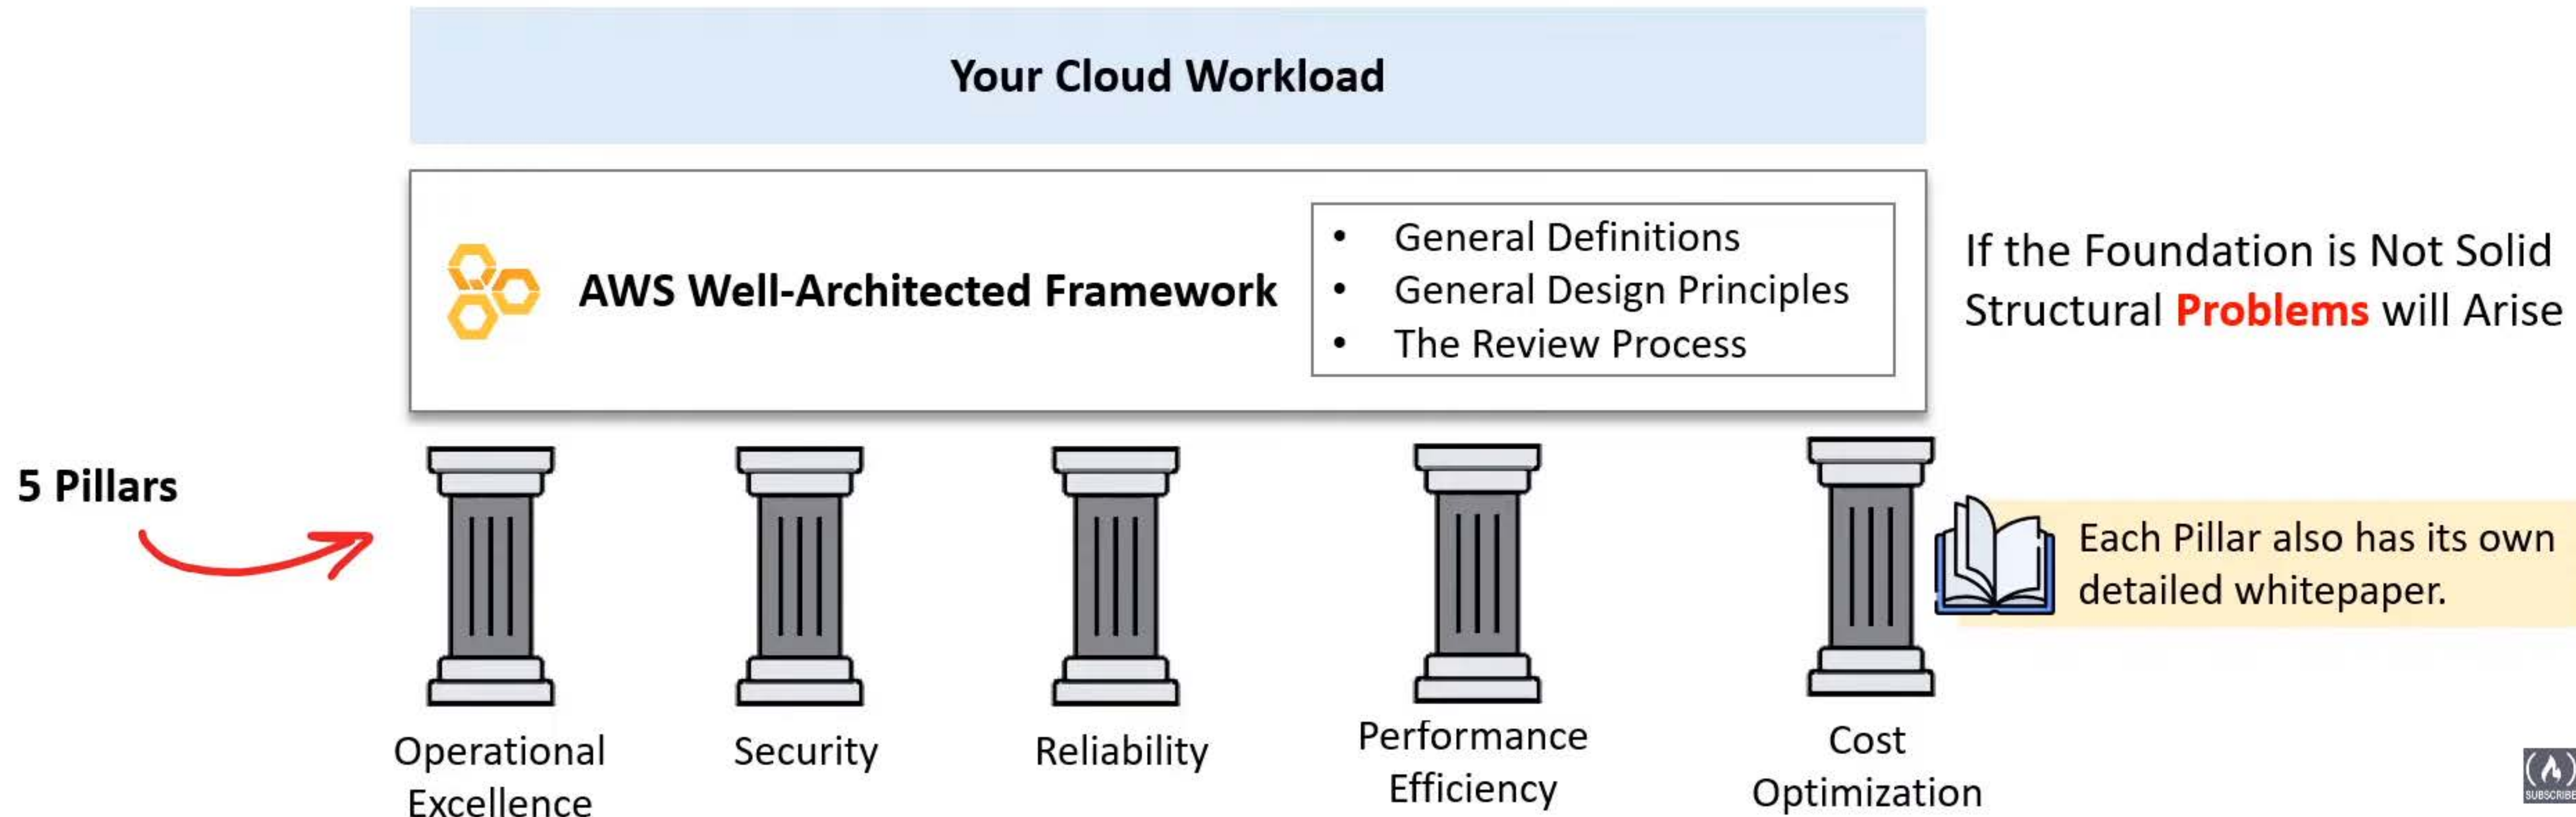 Your Cloud Workload
AWS Well-Architected Framework
• General Definitions
• General Design Principles
• The Review Process
If the Foundation is Not Solid
Structural Problems will Arise
5 Pillars
Each Pillar also has its own
detailed whitepaper.
Operational
Excellence
Security
Reliability
Performance
Efficiency
Cost
Optimization
SUBSCRIBE